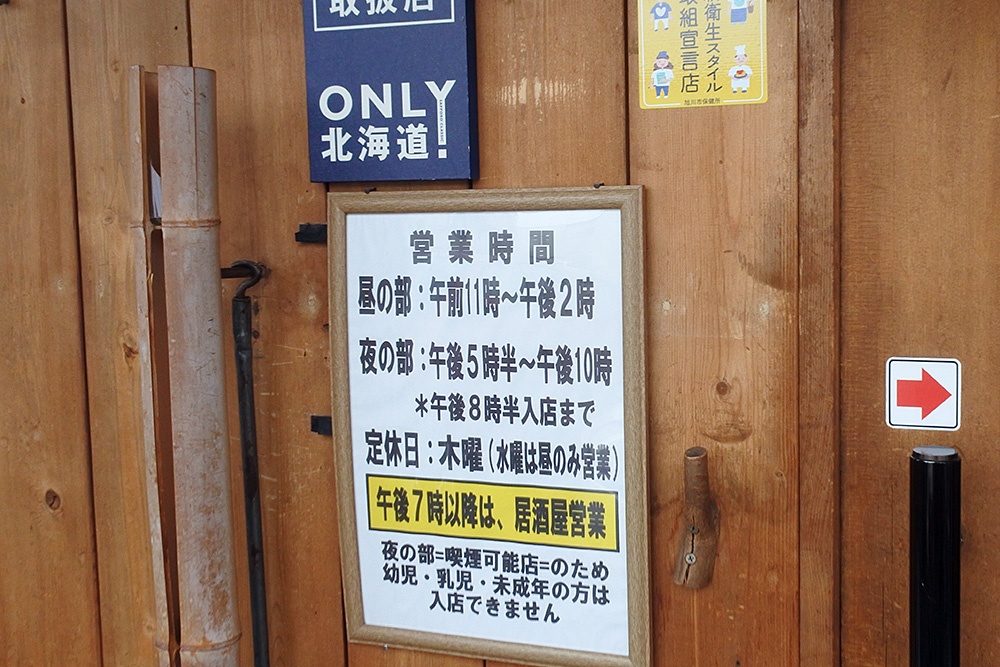 取扱店
ONLY
北海道!
SAPPORO CLASSIC
衛生スタイル
取組宣言店
旭川市保健所
営業時間
昼の部：午前11時～午後2時
夜の部：午後5時半～午後10時
＊午後8時半入店まで
定休日：木曜（水曜は昼のみ営業）
午後7時以降は、居酒屋営業
夜の部=喫煙可能店=のため
幼児・乳児・未成年の方は
入店できません